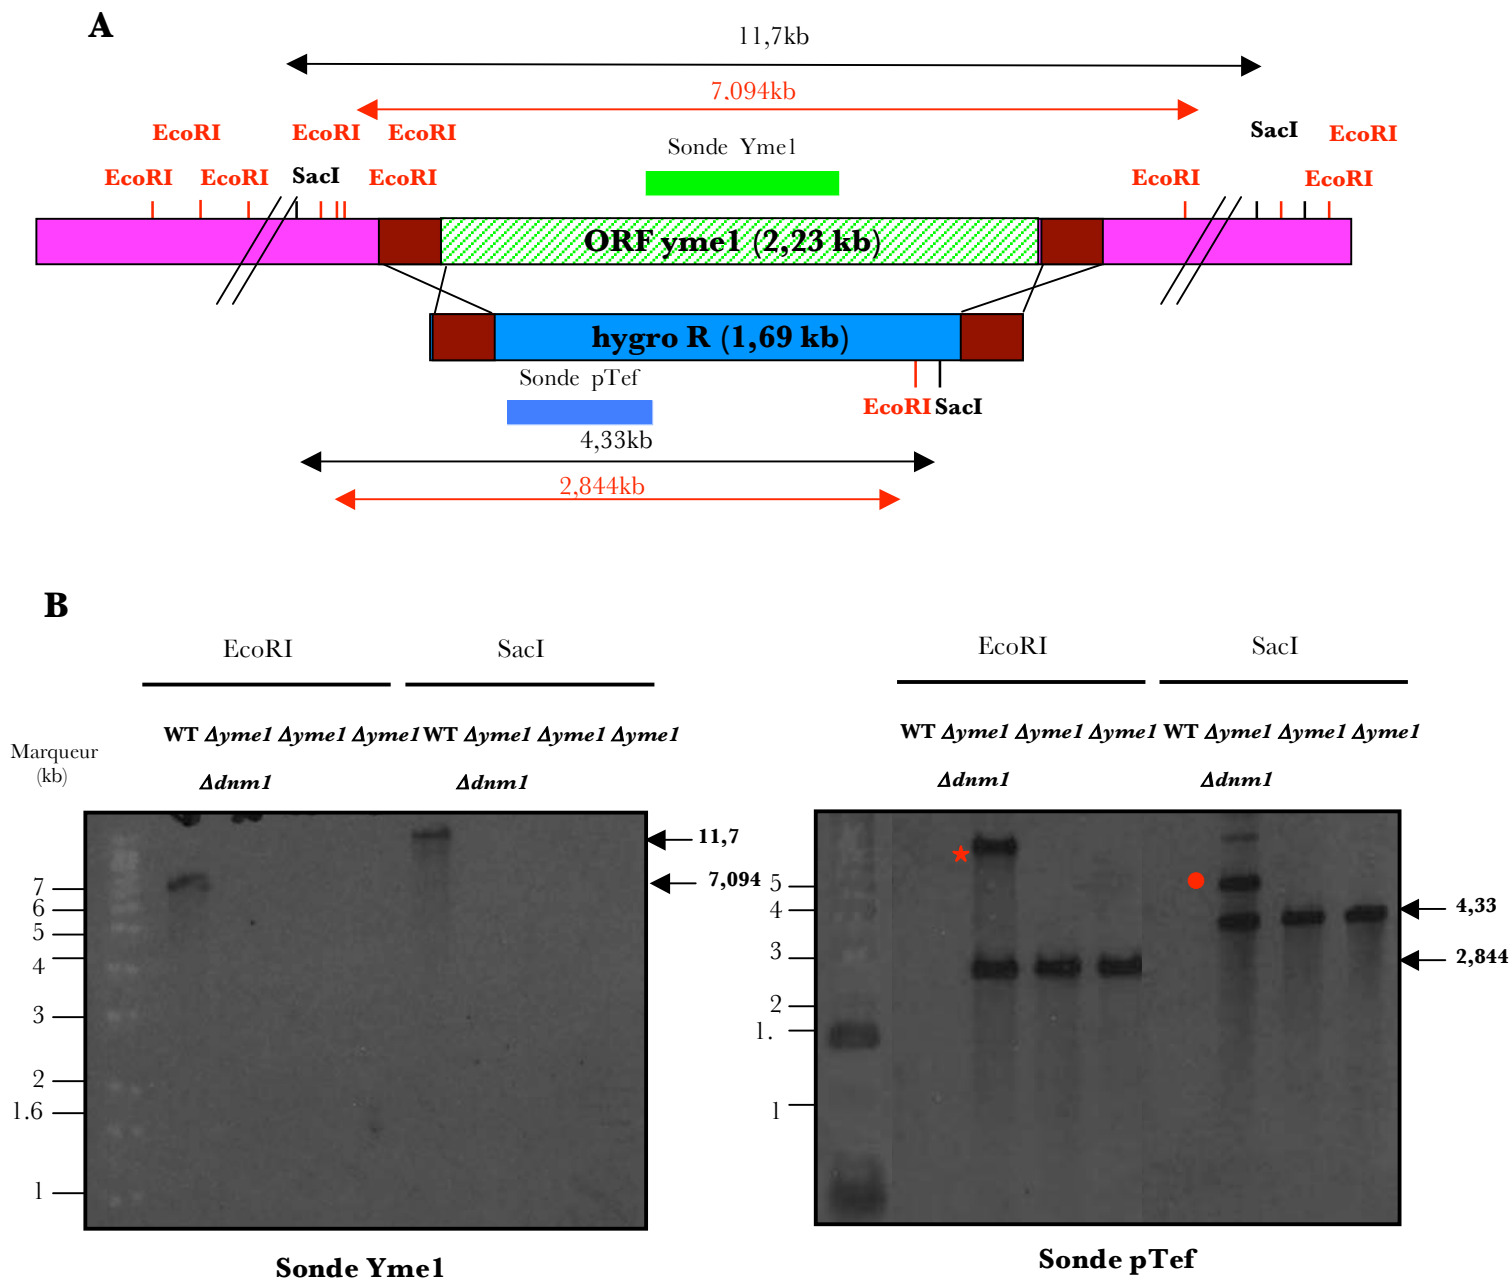 A
11,7kb
7,094kb
EcoRI EcoRI EcoRI SacI EcoRI
Sonde Yme1
EcoRI EcoRI SacI EcoRI EcoRI EcoRI
ORF yme1 (2,23 kb)
hygro R (1,69 kb)
Sonde pTef
EcoRI SacI
4,33kb
2,844kb
B
EcoRI SacI
WT Δyme1 Δyme1 Δyme1 WT Δyme1 Δyme1 Δyme1
Marqueur
(kb)
Δdnm1 Δdnm1
11,7
7,094
7
6
5
4
3
2
1.6
1
Sonde Yme1
EcoRI SacI
WT Δyme1 Δyme1 Δyme1 WT Δyme1 Δyme1 Δyme1
Δdnm1 Δdnm1
5
4
3
2
1.
1
4,33
2,844
Sonde pTef